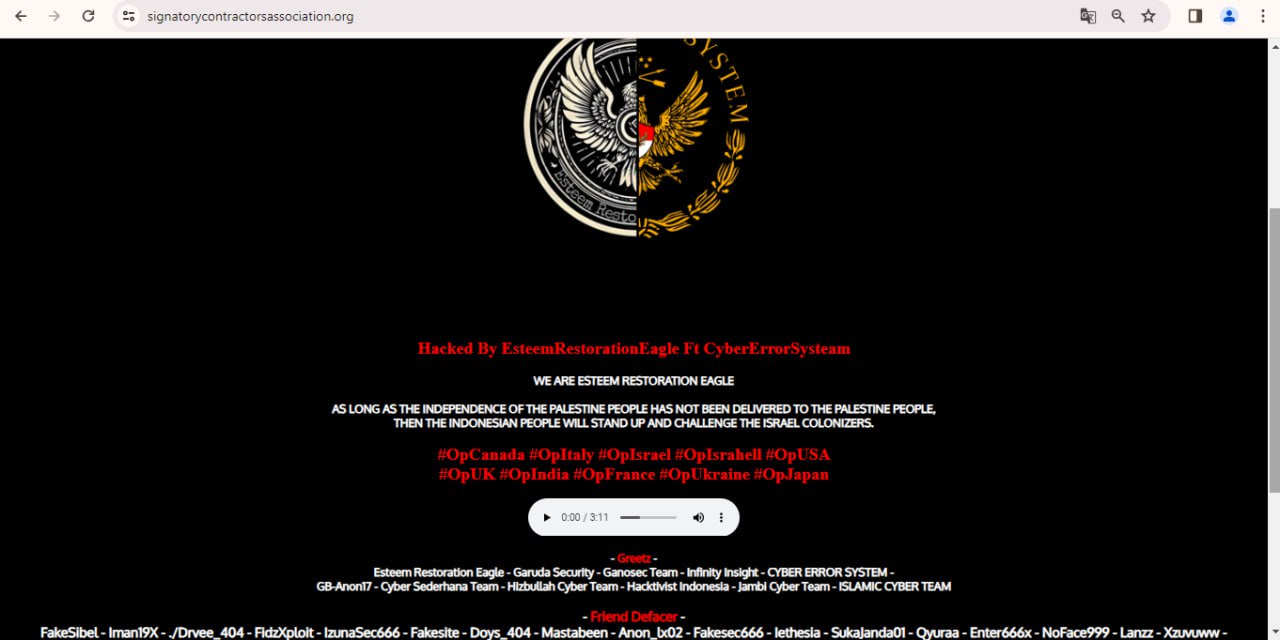 signatorycontractorsassociation.org
SYSTEM
Esteem Resto
Hacked By EsteemRestorationEagle Ft CyberErrorSysteam
WE ARE ESTEEM RESTORATION EAGLE
AS LONG AS THE INDEPENDENCE OF THE PALESTINE PEOPLE HAS NOT BEEN DELIVERED TO THE PALESTINE PEOPLE,
THEN THE INDONESIAN PEOPLE WILL STAND UP AND CHALLENGE THE ISRAEL COLONIZERS.
#OpCanada #OpItaly #OpIsrael #OpIsrahell #OpUSA
#OpUK #OpIndia #OpFrance #OpUkraine #OpJapan
0:00 / 3:11
- Greetz -
Esteem Restoration Eagle - Garuda Security - Ganosec Team - Infinity Insight - CYBER ERROR SYSTEM -
GB-Anon17 - Cyber Sederhana Team - Hizbullah Cyber Team - Hacktivist Indonesia - Jambi Cyber Team - ISLAMIC CYBER TEAM
- Friend Defacer -
FakeSibel - Iman19X - ./Drvee_404 - FidzXploit - IzunaSec666 - Fakesite - Doys_404 - Mastabeen - Anon_lx02 - Fakesec666 - Iethesia - SukaJanda01 - Qyuraa - Enter666x - NoFace999 - Lanzz - Xzuvuww -